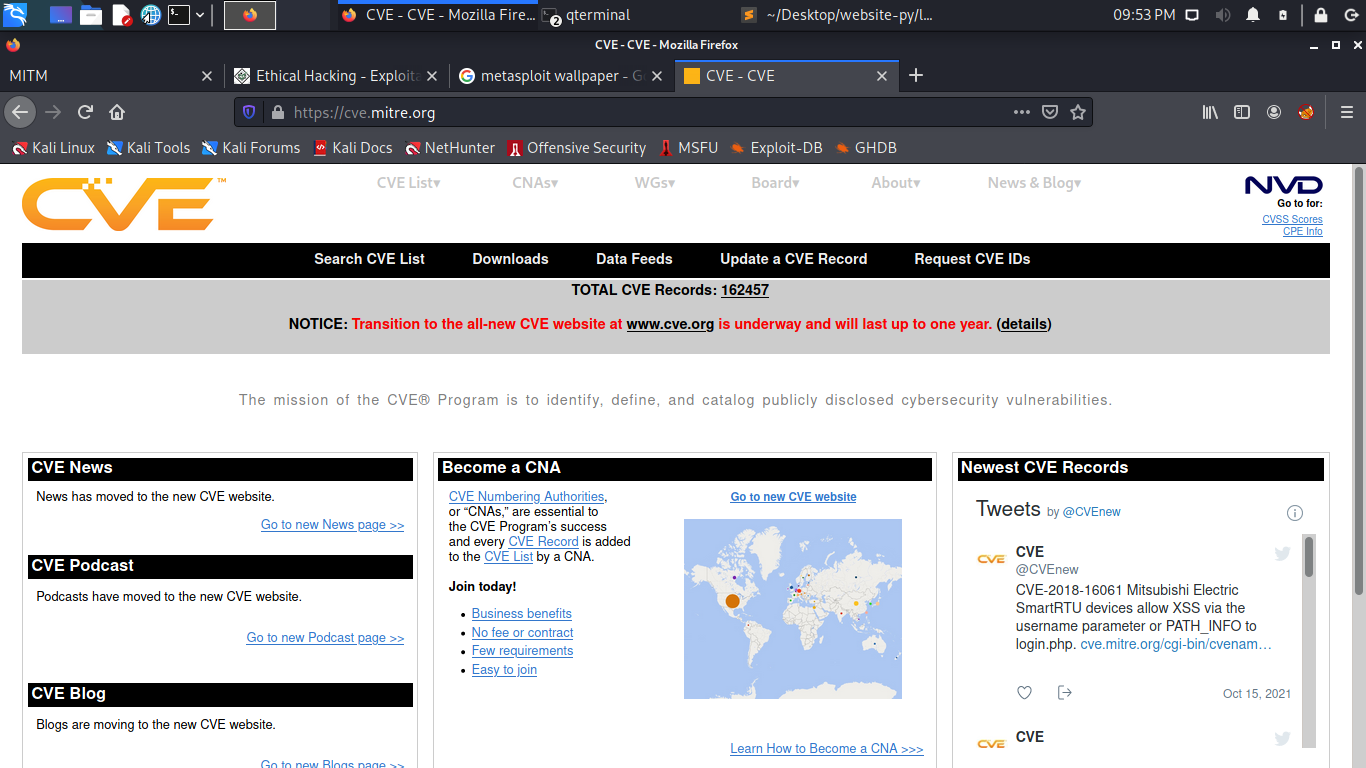 CVE - CVE - Mozilla Fire...
2
qterminal
~/Desktop/website-py/l...
09:53 PM
CVE - CVE - Mozilla Firefox
MITM
Ethical Hacking - Exploita
metasploit wallpaper - G
CVE - CVE
https://cve.mitre.org
Kali Linux
Kali Tools
Kali Forums
Kali Docs
NetHunter
Offensive Security
MSFU
Exploit-DB
GHDB
CVE™
CVE List▾
CNAs▾
WGs▾
Board▾
About▾
News & Blog▾
NVD
Go to for:
CVSS Scores
CPE Info
Search CVE List
Downloads
Data Feeds
Update a CVE Record
Request CVE IDs
TOTAL CVE Records: 162457
NOTICE: Transition to the all-new CVE website at www.cve.org is underway and will last up to one year. (details)
The mission of the CVE® Program is to identify, define, and catalog publicly disclosed cybersecurity vulnerabilities.
CVE News
News has moved to the new CVE website.
Go to new News page >>
CVE Podcast
Podcasts have moved to the new CVE website.
Go to new Podcast page >>
CVE Blog
Blogs are moving to the new CVE website.
Go to new Blogs page >>
Become a CNA
CVE Numbering Authorities,
or “CNAs,” are essential to
the CVE Program’s success
and every CVE Record is added
to the CVE List by a CNA.
Join today!
• Business benefits
• No fee or contract
• Few requirements
• Easy to join
Go to new CVE website
Learn How to Become a CNA >>>
Newest CVE Records
Tweets by @CVEnew
CVE
CVE
@CVEnew
CVE-2018-16061 Mitsubishi Electric
SmartRTU devices allow XSS via the
username parameter or PATH_INFO to
login.php. cve.mitre.org/cgi-bin/cvenam…
Oct 15, 2021
CVE
CVE